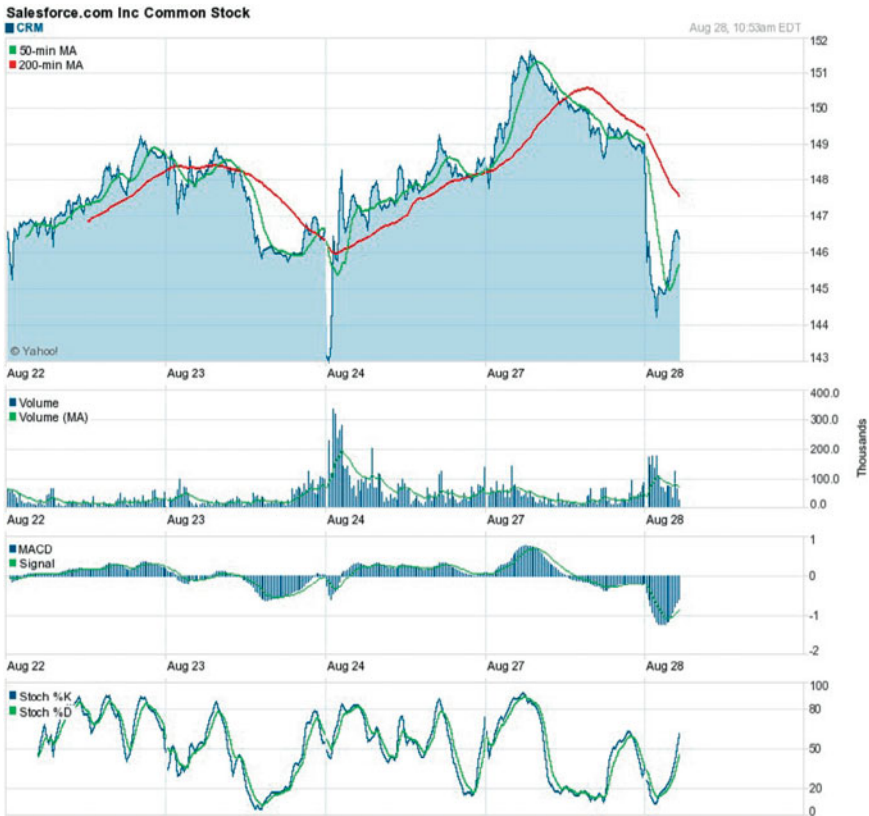 Salesforce.com Inc Common Stock
CRM Aug 28, 10:53am EDT
50-min MA
200-min MA
152
151
150
149
148
147
146
145
144
143
© Yahoo!
Aug 22 Aug 23 Aug 24 Aug 27 Aug 28
Volume
Volume (MA)
400.0
300.0
200.0
100.0
0.0
Thousands
Aug 22 Aug 23 Aug 24 Aug 27 Aug 28
MACD
Signal
1
0
-1
-2
Aug 22 Aug 23 Aug 24 Aug 27 Aug 28
Stoch %K
Stoch %D
100
80
50
20
0